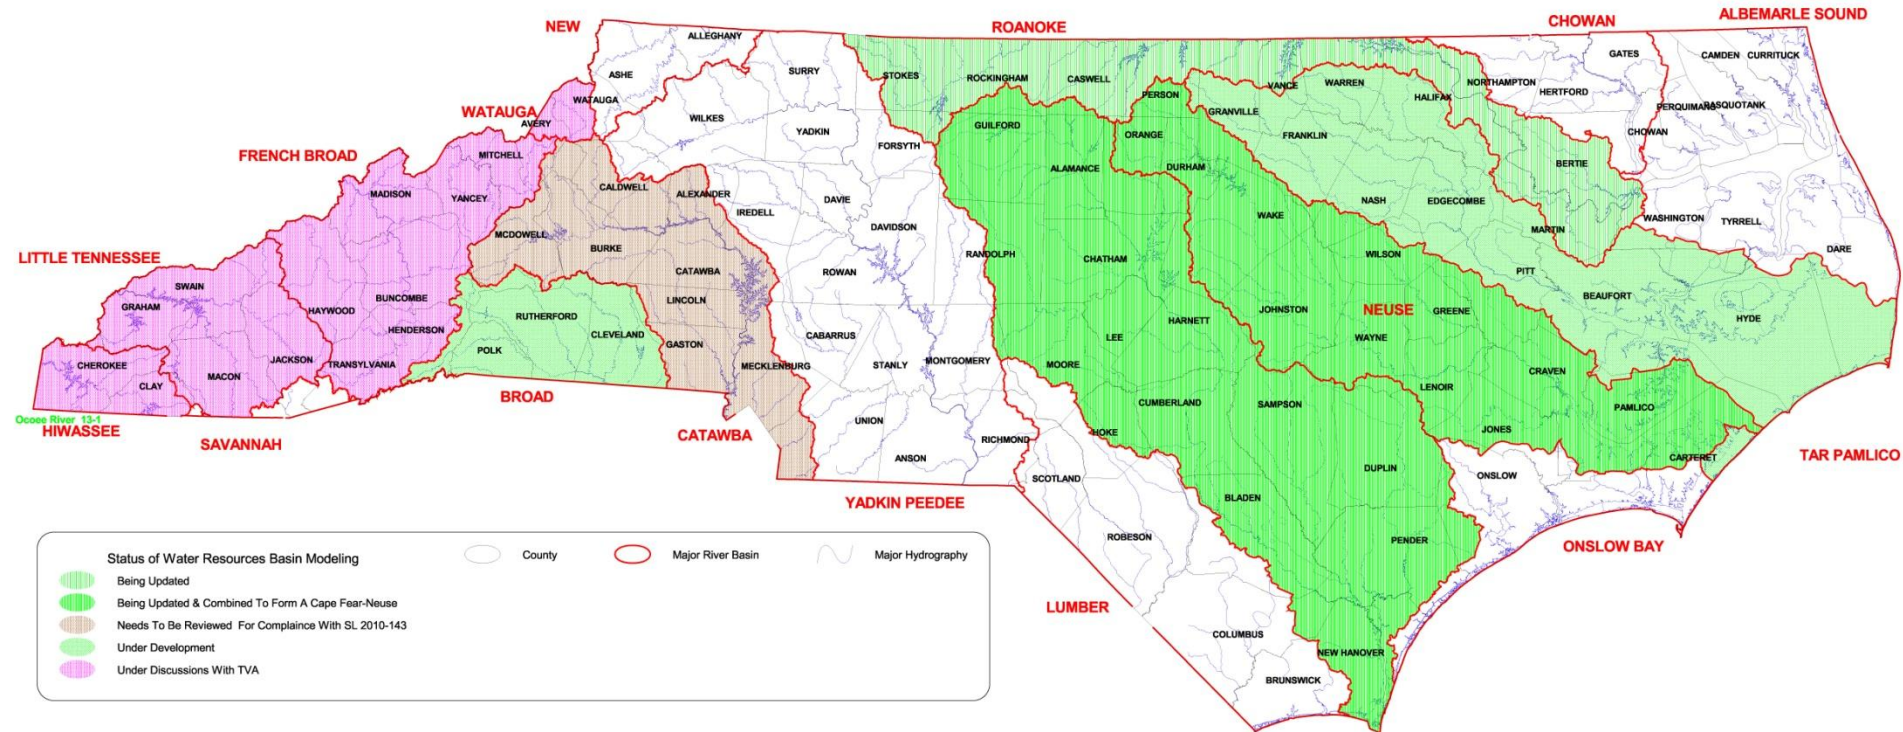 ALBEMARLE SOUND
CHOWAN
NEW
ROANOKE
ALLEGHANY
GATES
CAMDEN
CURRITUCK
ASHE
SURRY
STOKES
ROCKINGHAM
CASWELL
VANCE
WARREN
NORTHAMPTON
HERTFORD
PERSON
HALIFAX
WATAUGA
WATAUGA
PERQUIMANS
PASQUOTANK
GRANVILLE
AVERY
WILKES
YADKIN
GUILFORD
ORANGE
FRANKLIN
CHOWAN
FORSYTH
FRENCH BROAD
MITCHELL
ALAMANCE
DURHAM
BERTIE
MADISON
YANCEY
CALDWELL
ALEXANDER
DAVIE
IREDELL
NASH
EDGECOMBE
WAKE
WASHINGTON
TYRRELL
DAVIDSON
MARTIN
MCDOWELL
BURKE
RANDOLPH
CHATHAM
WILSON
DARE
LITTLE TENNESSEE
CATAWBA
ROWAN
PITT
SWAIN
GRAHAM
HAYWOOD
BUNCOMBE
LINCOLN
BEAUFORT
RUTHERFORD
HENDERSON
CLEVELAND
CABARRUS
HARNETT
JOHNSTON
NEUSE
GREENE
HYDE
LEE
WAYNE
POLK
GASTON
CHEROKEE
JACKSON
TRANSYLVANIA
MECKLENBURG
STANLY
MONTGOMERY
MOORE
MACON
CLAY
LENOIR
CRAVEN
BROAD
CUMBERLAND
SAMPSON
PAMLICO
Ocoee River 13-1
HIWASSEE
SAVANNAH
CATAWBA
UNION
RICHMOND
HOKE
JONES
ANSON
SCOTLAND
DUPLIN
ONSLOW
CARTERET
TAR PAMLICO
YADKIN PEEDEE
BLADEN
ROBESON
PENDER
ONSLOW BAY
LUMBER
COLUMBUS
NEW HANOVER
BRUNSWICK
Status of Water Resources Basin Modeling
County
Major River Basin
Major Hydrography
Being Updated
Being Updated & Combined To Form A Cape Fear-Neuse
Needs To Be Reviewed For Complaince With SL 2010-143
Under Development
Under Discussions With TVA